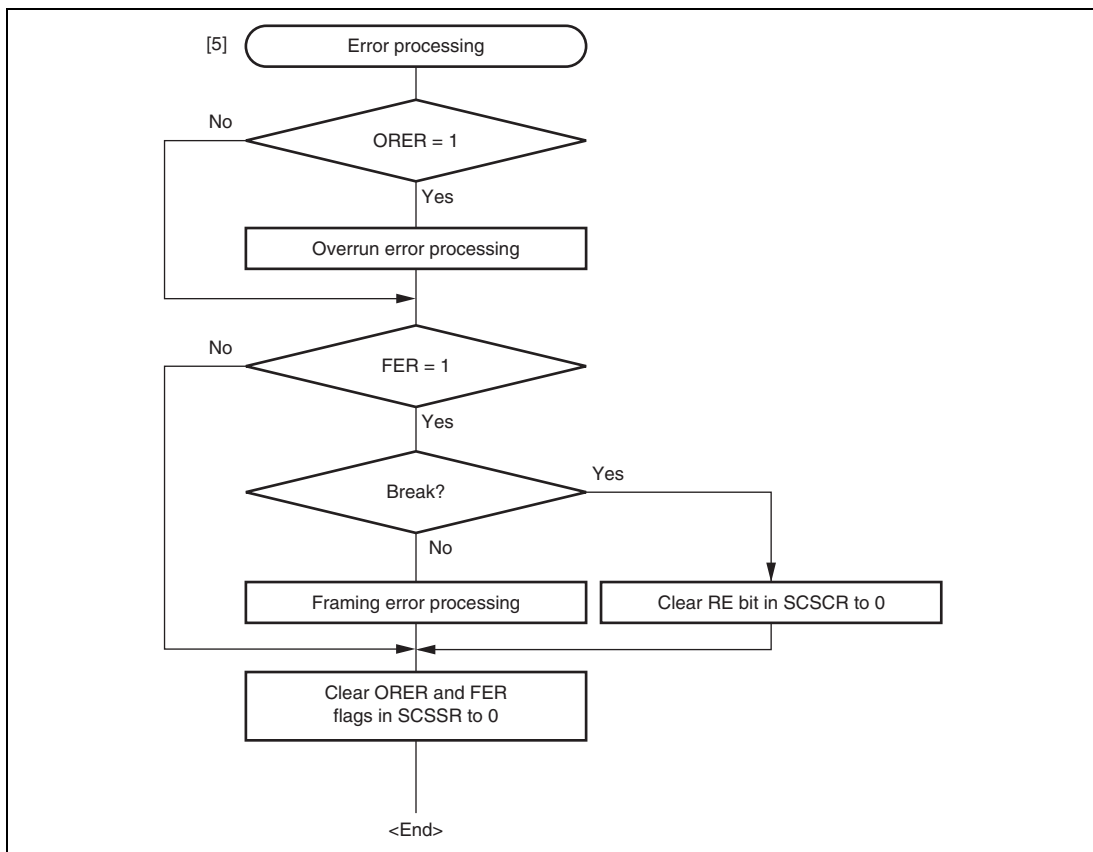 [5]
Error processing
No
ORER = 1
Yes
Overrun error processing
No
FER = 1
Yes
Break?
Yes
No
Framing error processing
Clear RE bit in SCSCR to 0
Clear ORER and FER
flags in SCSSR to 0
<End>